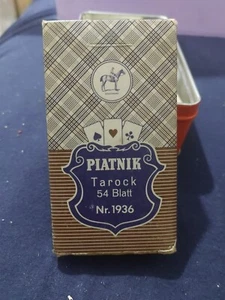 PIATNIK
Tarock
54 Blatt
Nr. 1936